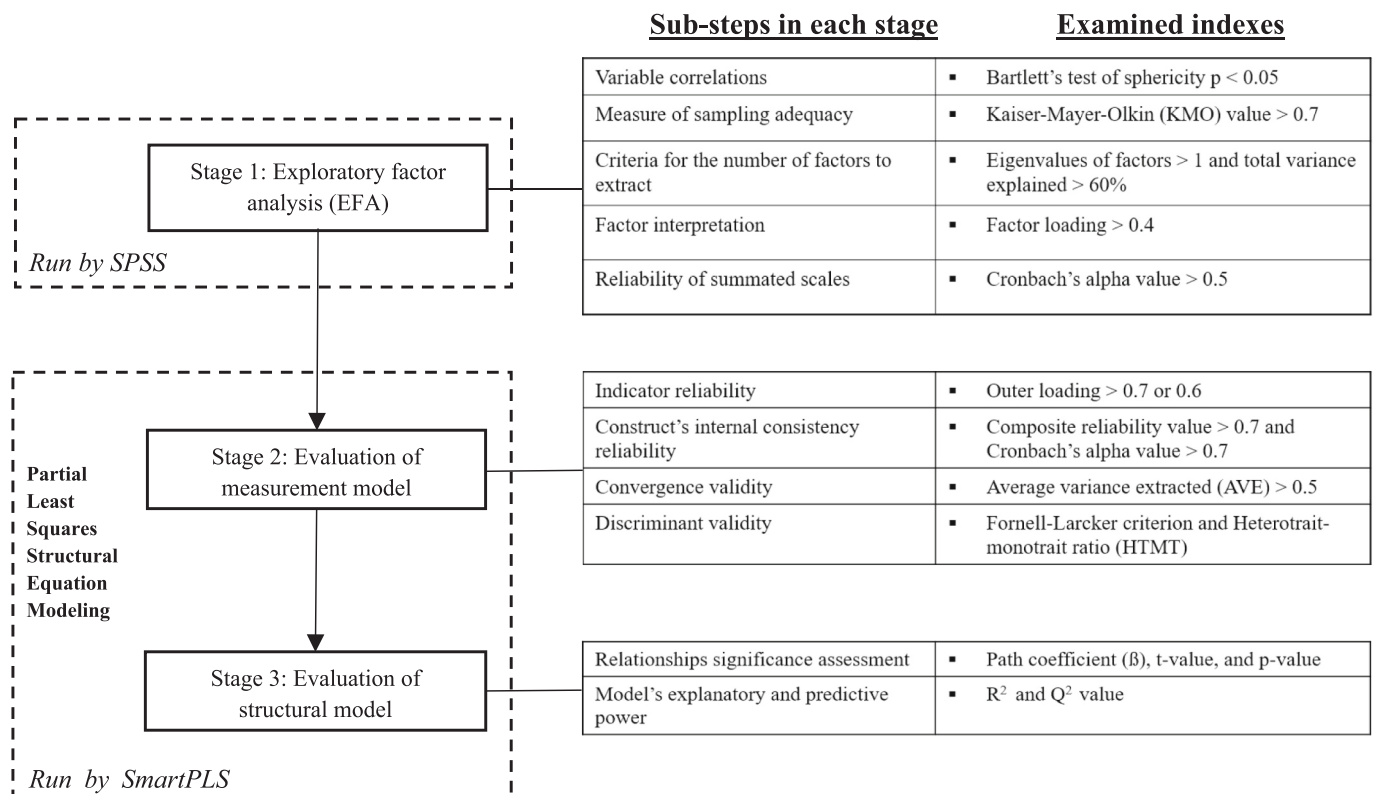 Sub-steps in each stage
Examined indexes
Variable correlations
▪ Bartlett's test of sphericity p < 0.05
Measure of sampling adequacy
▪ Kaiser-Mayer-Olkin (KMO) value > 0.7
Stage 1: Exploratory factor
analysis (EFA)
Criteria for the number of factors to
extract
▪ Eigenvalues of factors > 1 and total variance
explained > 60%
Factor interpretation
▪ Factor loading > 0.4
Run by SPSS
Reliability of summated scales
▪ Cronbach's alpha value > 0.5
Indicator reliability
▪ Outer loading > 0.7 or 0.6
Construct's internal consistency
reliability
▪ Composite reliability value > 0.7 and
Cronbach's alpha value > 0.7
Stage 2: Evaluation of
measurement model
Convergence validity
▪ Average variance extracted (AVE) > 0.5
Discriminant validity
▪ Fornell-Larcker criterion and Heterotrait-
monotrait ratio (HTMT)
Partial
Least
Squares
Structural
Equation
Modeling
Stage 3: Evaluation of
structural model
Relationships significance assessment
▪ Path coefficient (ß), t-value, and p-value
Model's explanatory and predictive
power
▪ R² and Q² value
Run by SmartPLS